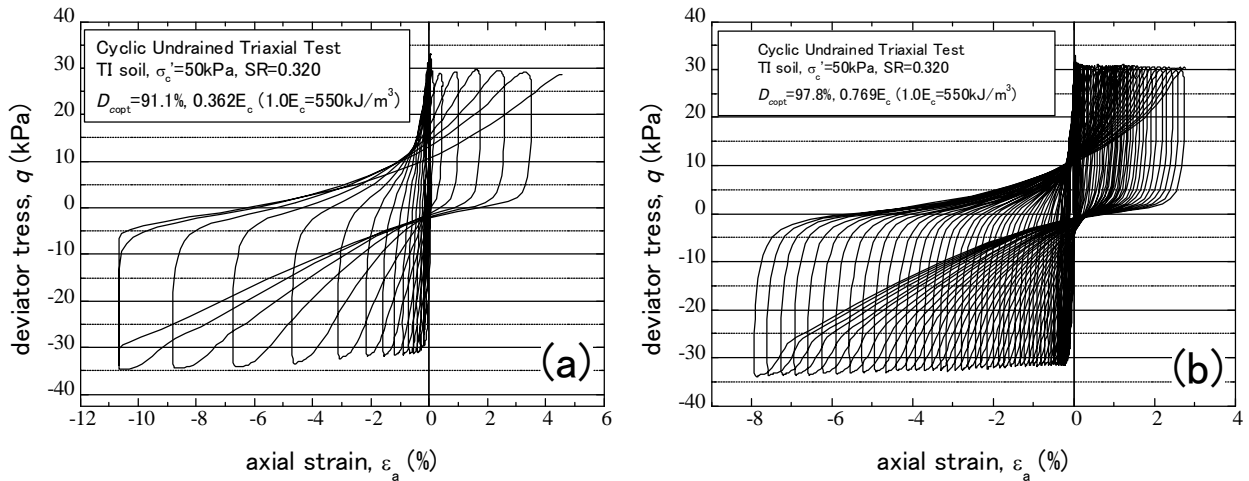 40
30
20
10
0
-10
-20
-30
-40
deviator tress, q (kPa)
Cyclic Undrained Triaxial Test
TI soil, σc'=50kPa, SR=0.320
Dcopt=91.1%, 0.362Ec (1.0Ec=550kJ/m³)
(a)
-12 -10 -8 -6 -4 -2 0 2 4 6
axial strain, εa (%)
40
30
20
10
0
-10
-20
-30
-40
deviator tress, q (kPa)
Cyclic Undrained Triaxial Test
TI soil, σc'=50kPa, SR=0.320
Dcopt=97.8%, 0.769Ec (1.0Ec=550kJ/m³)
(b)
-8 -6 -4 -2 0 2 4
axial strain, εa (%)